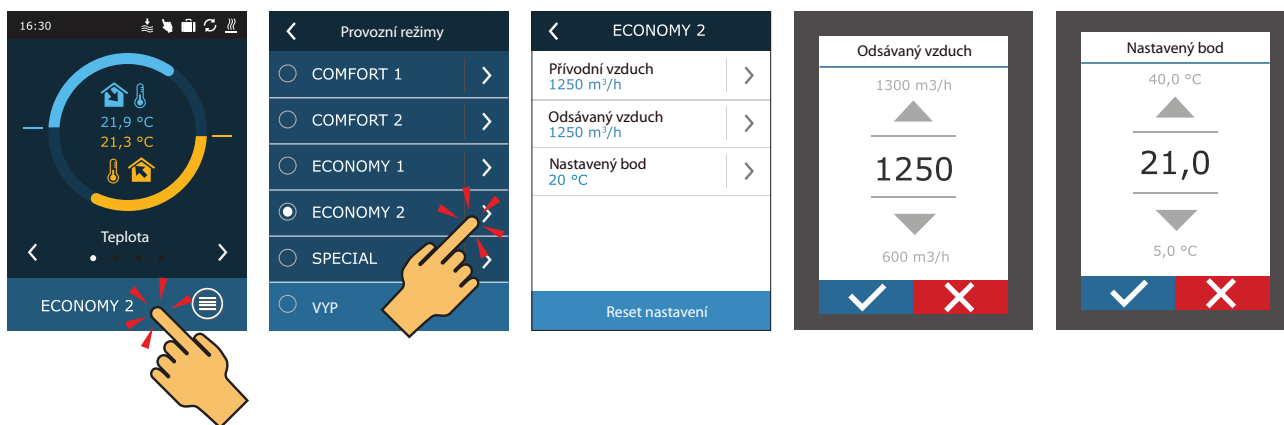 16:30
21,9 °C
21,3 °C
Teplota
ECONOMY 2
Provozní režimy
COMFORT 1
COMFORT 2
ECONOMY 1
ECONOMY 2
SPECIAL
VYP
ECONOMY 2
Přívodní vzduch
1250 m³/h
Odsávaný vzduch
1250 m³/h
Nastavený bod
20 °C
Reset nastavení
Odsávaný vzduch
1300 m3/h
1250
600 m3/h
Nastavený bod
40,0 °C
21,0
5,0 °C